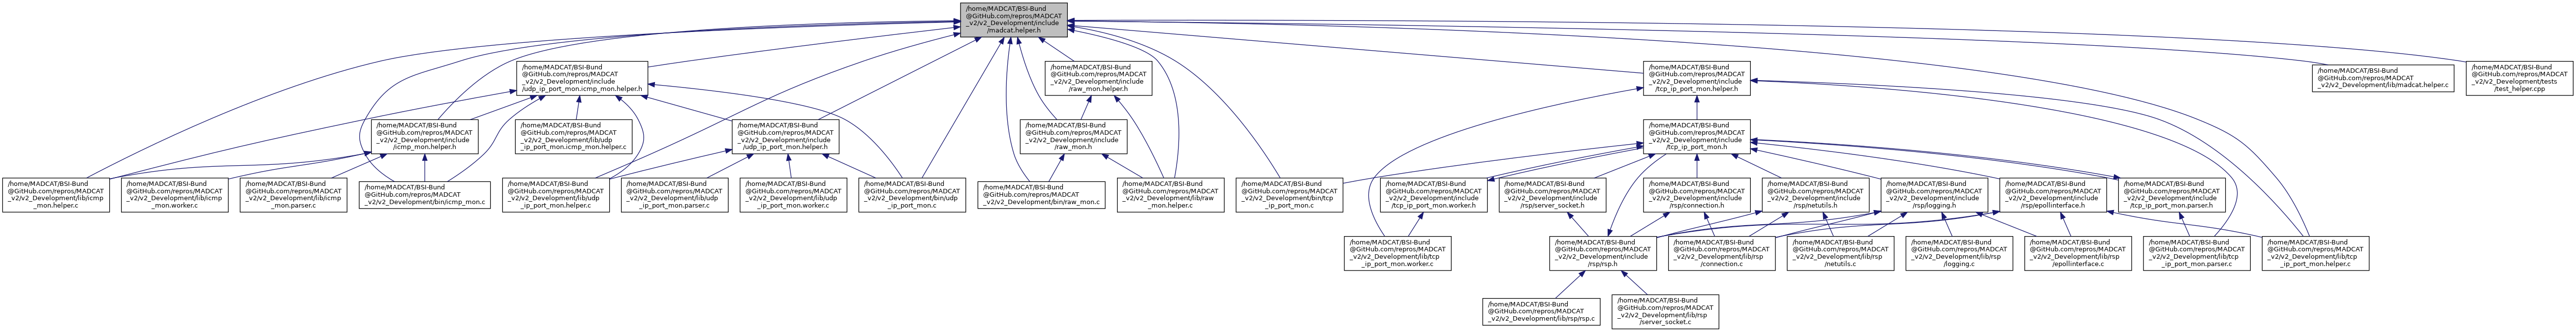 /home/MADCAT/BSI-Bund
@GitHub.com/repros/MADCAT
_v2/v2_Development/include
/madcat.helper.h
/home/MADCAT/BSI-Bund
@GitHub.com/repros/MADCAT
_v2/v2_Development/include
/udp_ip_port_mon.icmp_mon.helper.h
/home/MADCAT/BSI-Bund
@GitHub.com/repros/MADCAT
_v2/v2_Development/include
/raw_mon.helper.h
/home/MADCAT/BSI-Bund
@GitHub.com/repros/MADCAT
_v2/v2_Development/include
/tcp_ip_port_mon.helper.h
/home/MADCAT/BSI-Bund
@GitHub.com/repros/MADCAT
_v2/v2_Development/lib/madcat.helper.c
/home/MADCAT/BSI-Bund
@GitHub.com/repros/MADCAT
_v2/v2_Development/tests
/test_helper.cpp
/home/MADCAT/BSI-Bund
@GitHub.com/repros/MADCAT
_v2/v2_Development/include
/icmp_mon.helper.h
/home/MADCAT/BSI-Bund
@GitHub.com/repros/MADCAT
_v2/v2_Development/lib/udp
_ip_port_mon.icmp_mon.helper.c
/home/MADCAT/BSI-Bund
@GitHub.com/repros/MADCAT
_v2/v2_Development/include
/udp_ip_port_mon.helper.h
/home/MADCAT/BSI-Bund
@GitHub.com/repros/MADCAT
_v2/v2_Development/include
/raw_mon.h
/home/MADCAT/BSI-Bund
@GitHub.com/repros/MADCAT
_v2/v2_Development/include
/tcp_ip_port_mon.h
/home/MADCAT/BSI-Bund
@GitHub.com/repros/MADCAT
_v2/v2_Development/lib/icmp
_mon.helper.c
/home/MADCAT/BSI-Bund
@GitHub.com/repros/MADCAT
_v2/v2_Development/lib/icmp
_mon.worker.c
/home/MADCAT/BSI-Bund
@GitHub.com/repros/MADCAT
_v2/v2_Development/lib/icmp
_mon.parser.c
/home/MADCAT/BSI-Bund
@GitHub.com/repros/MADCAT
_v2/v2_Development/bin/icmp_mon.c
/home/MADCAT/BSI-Bund
@GitHub.com/repros/MADCAT
_v2/v2_Development/lib/udp
_ip_port_mon.helper.c
/home/MADCAT/BSI-Bund
@GitHub.com/repros/MADCAT
_v2/v2_Development/lib/udp
_ip_port_mon.parser.c
/home/MADCAT/BSI-Bund
@GitHub.com/repros/MADCAT
_v2/v2_Development/lib/udp
_ip_port_mon.worker.c
/home/MADCAT/BSI-Bund
@GitHub.com/repros/MADCAT
_v2/v2_Development/bin/udp
_ip_port_mon.c
/home/MADCAT/BSI-Bund
@GitHub.com/repros/MADCAT
_v2/v2_Development/bin/raw_mon.c
/home/MADCAT/BSI-Bund
@GitHub.com/repros/MADCAT
_v2/v2_Development/lib/raw
_mon.helper.c
/home/MADCAT/BSI-Bund
@GitHub.com/repros/MADCAT
_v2/v2_Development/bin/tcp
_ip_port_mon.c
/home/MADCAT/BSI-Bund
@GitHub.com/repros/MADCAT
_v2/v2_Development/include
/tcp_ip_port_mon.worker.h
/home/MADCAT/BSI-Bund
@GitHub.com/repros/MADCAT
_v2/v2_Development/include
/rsp/server_socket.h
/home/MADCAT/BSI-Bund
@GitHub.com/repros/MADCAT
_v2/v2_Development/include
/rsp/connection.h
/home/MADCAT/BSI-Bund
@GitHub.com/repros/MADCAT
_v2/v2_Development/include
/rsp/netutils.h
/home/MADCAT/BSI-Bund
@GitHub.com/repros/MADCAT
_v2/v2_Development/include
/rsp/logging.h
/home/MADCAT/BSI-Bund
@GitHub.com/repros/MADCAT
_v2/v2_Development/include
/rsp/epollinterface.h
/home/MADCAT/BSI-Bund
@GitHub.com/repros/MADCAT
_v2/v2_Development/include
/tcp_ip_port_mon.parser.h
/home/MADCAT/BSI-Bund
@GitHub.com/repros/MADCAT
_v2/v2_Development/lib/tcp
_ip_port_mon.worker.c
/home/MADCAT/BSI-Bund
@GitHub.com/repros/MADCAT
_v2/v2_Development/include
/rsp/rsp.h
/home/MADCAT/BSI-Bund
@GitHub.com/repros/MADCAT
_v2/v2_Development/lib/rsp
/connection.c
/home/MADCAT/BSI-Bund
@GitHub.com/repros/MADCAT
_v2/v2_Development/lib/rsp
/netutils.c
/home/MADCAT/BSI-Bund
@GitHub.com/repros/MADCAT
_v2/v2_Development/lib/rsp
/logging.c
/home/MADCAT/BSI-Bund
@GitHub.com/repros/MADCAT
_v2/v2_Development/lib/rsp
/epollinterface.c
/home/MADCAT/BSI-Bund
@GitHub.com/repros/MADCAT
_v2/v2_Development/lib/tcp
_ip_port_mon.parser.c
/home/MADCAT/BSI-Bund
@GitHub.com/repros/MADCAT
_v2/v2_Development/lib/tcp
_ip_port_mon.helper.c
/home/MADCAT/BSI-Bund
@GitHub.com/repros/MADCAT
_v2/v2_Development/lib/rsp/rsp.c
/home/MADCAT/BSI-Bund
@GitHub.com/repros/MADCAT
_v2/v2_Development/lib/rsp
/server_socket.c